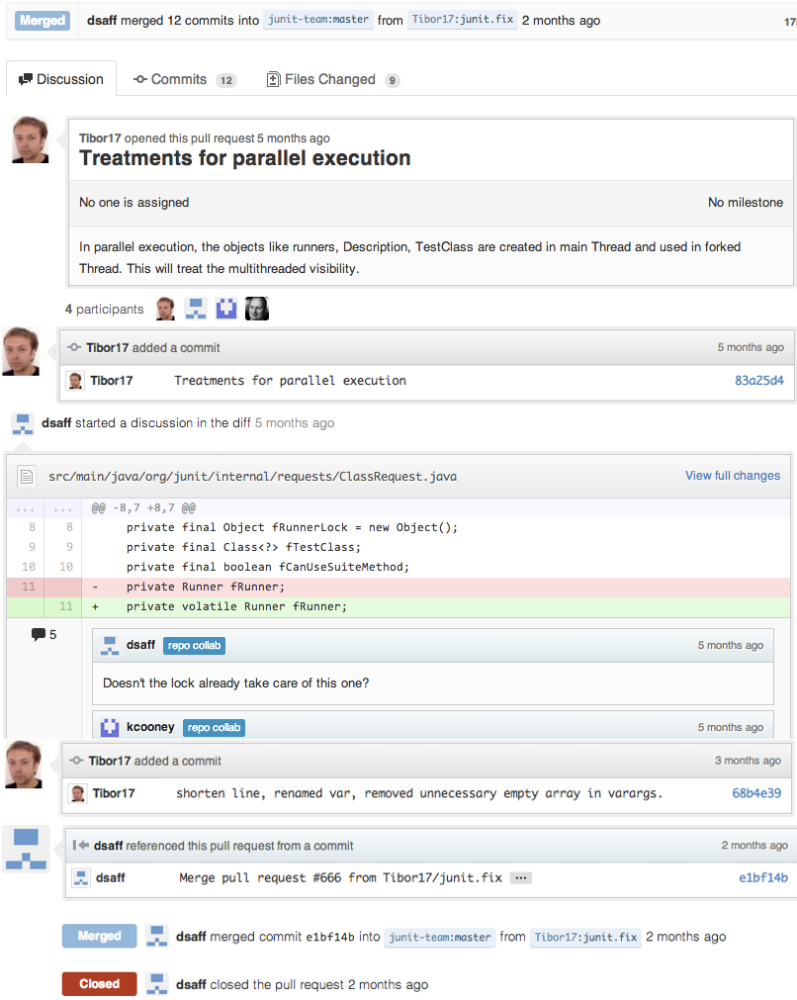 Merged dsaff merged 12 commits into junit-team:master from Tibor17:junit.fix 2 months ago
Discussion Commits 12 Files Changed 9
Tibor17 opened this pull request 5 months ago
Treatments for parallel execution
No one is assigned No milestone
In parallel execution, the objects like runners, Description, TestClass are created in main Thread and used in forked
Thread. This will treat the multithreaded visibility.
4 participants
Tibor17 added a commit 5 months ago
Tibor17 Treatments for parallel execution 83a25d4
dsaff started a discussion in the diff 5 months ago
src/main/java/org/junit/internal/requests/ClassRequest.java View full changes
... ... @@ -8,7 +8,7 @@
8 8 private final Object fRunnerLock = new Object();
9 9 private final Class<?> fTestClass;
10 10 private final boolean fCanUseSuiteMethod;
11 - private Runner fRunner;
11 + private volatile Runner fRunner;
5
dsaff repo collab 5 months ago
Doesn't the lock already take care of this one?
kcooney repo collab 5 months ago
Tibor17 added a commit 3 months ago
Tibor17 shorten line, renamed var, removed unnecessary empty array in varargs. 68b4e39
dsaff referenced this pull request from a commit 2 months ago
dsaff Merge pull request #666 from Tibor17/junit.fix ... e1bf14b
Merged dsaff merged commit e1bf14b into junit-team:master from Tibor17:junit.fix 2 months ago
Closed dsaff closed the pull request 2 months ago